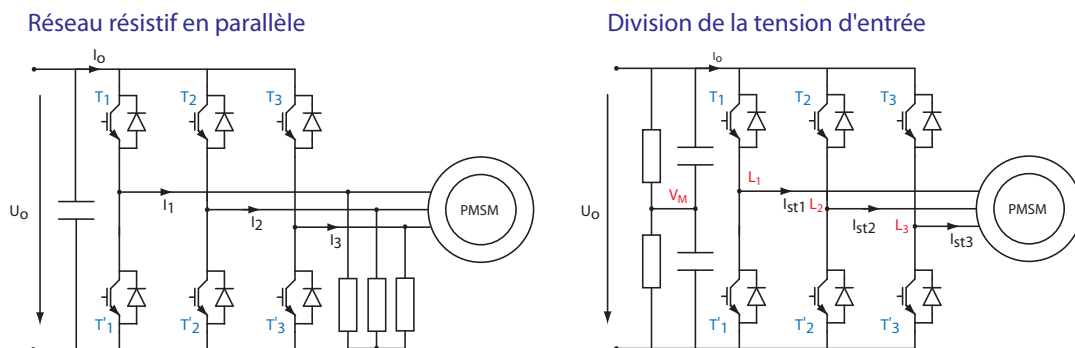 Réseau résistif en parallèle
Io
T1 T2 T3
Uo
I1
I2
I3
PMSM
T'1 T'2 T'3
Division de la tension d'entrée
Io
T1 T2 T3
Uo
VM
L1
Ist1
L2
Ist2
L3
Ist3
PMSM
T'1 T'2 T'3